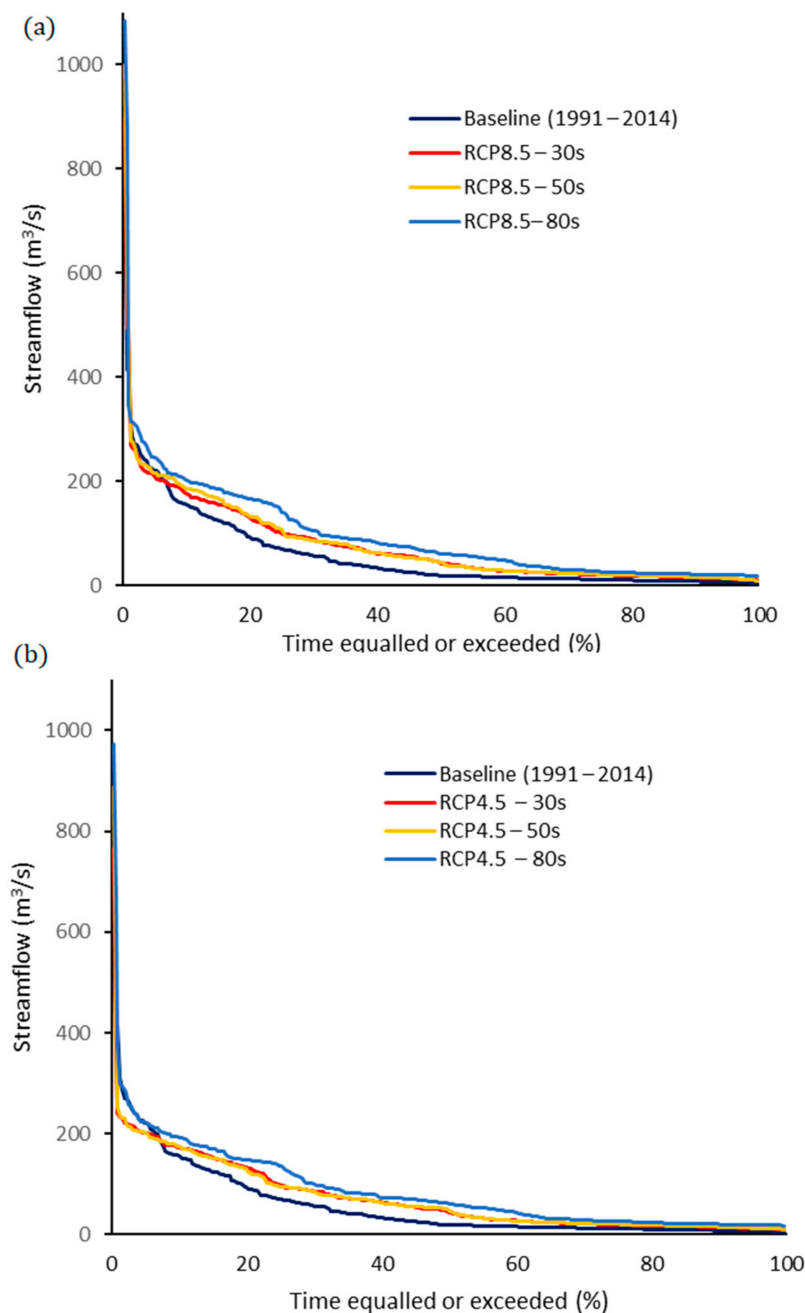 (a)
1000
800
600
400
200
0
Streamflow (m³/s)
Baseline (1991–2014)
RCP8.5–30s
RCP8.5–50s
RCP8.5–80s
0 20 40 60 80 100
Time equalled or exceeded (%)
(b)
1000
800
600
400
200
0
Streamflow (m³/s)
Baseline (1991–2014)
RCP4.5 – 30s
RCP4.5–50s
RCP4.5 – 80s
0 20 40 60 80 100
Time equalled or exceeded (%)